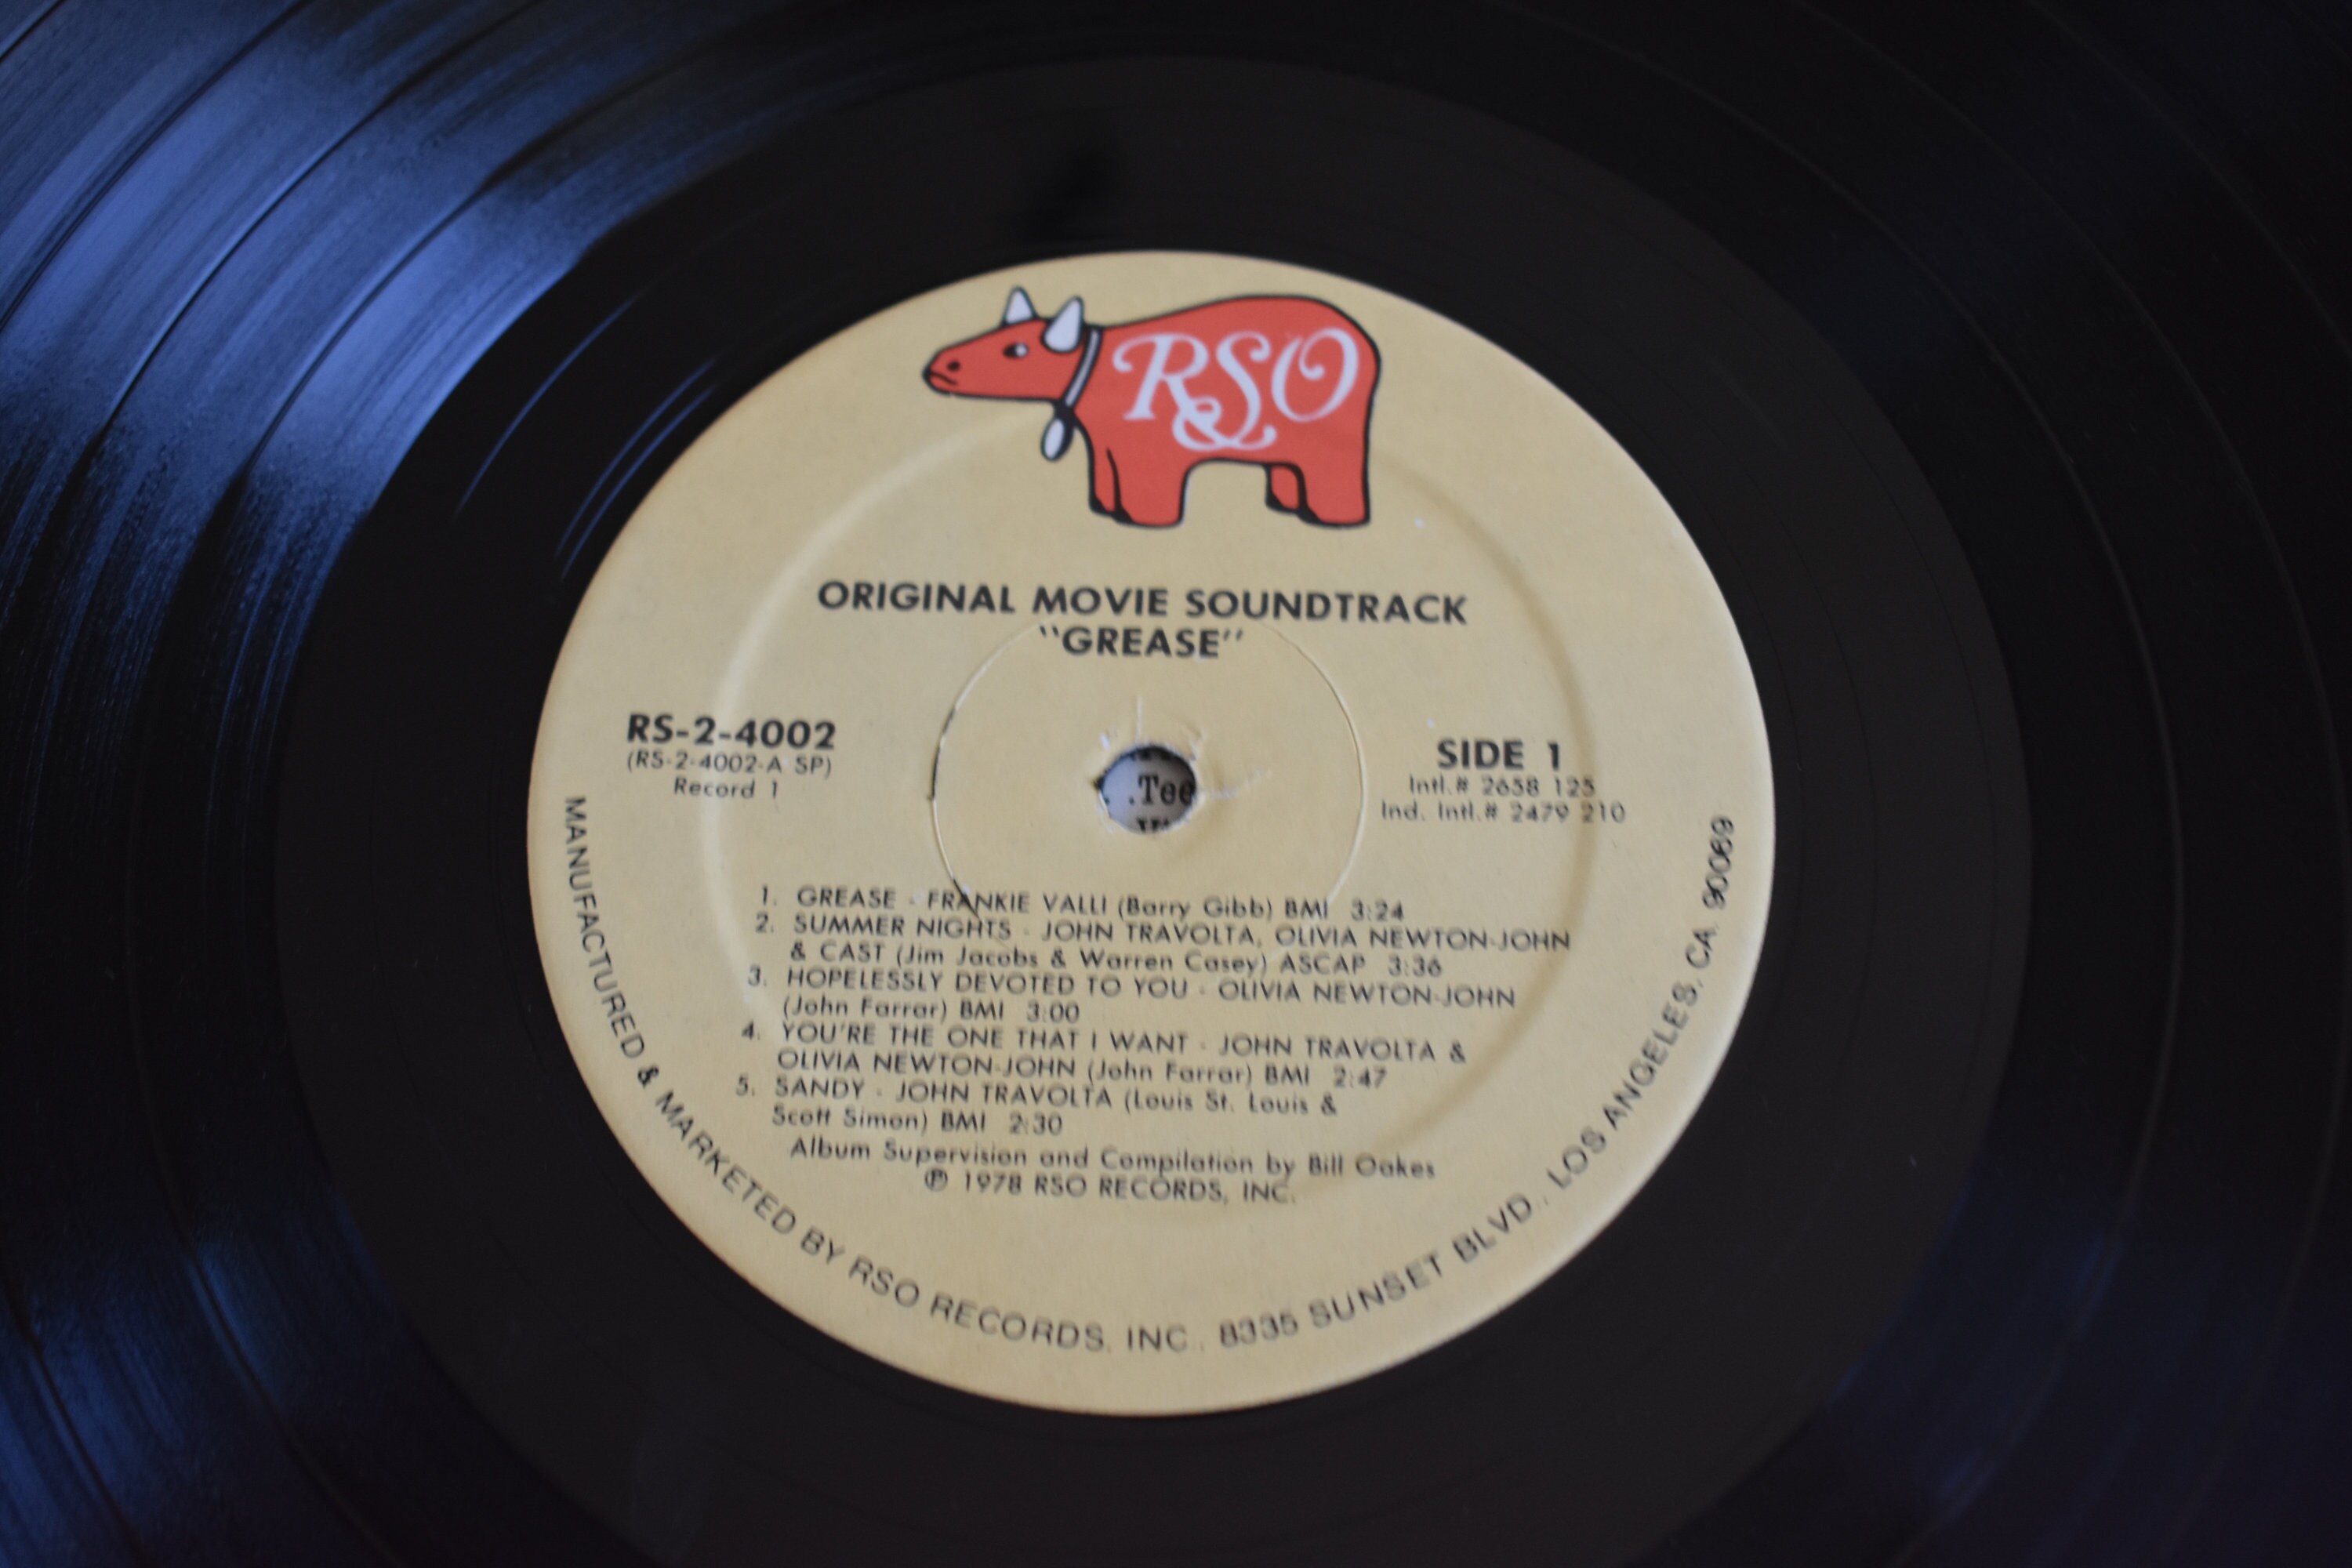 RSO
ORIGINAL MOVIE SOUNDTRACK
"GREASE"
RS-2-4002
(RS-2-4002-A SP)
Record 1
SIDE 1
Intl.# 2658 125
Ind. Intl.# 2479 210
.Tee
1. GREASE - FRANKIE VALLI (Barry Gibb) BMI 3:24
2. SUMMER NIGHTS - JOHN TRAVOLTA, OLIVIA NEWTON-JOHN
& CAST (Jim Jacobs & Warren Casey) ASCAP 3:36
3. HOPELESSLY DEVOTED TO YOU - OLIVIA NEWTON-JOHN
(John Farrar) BMI 3:00
4. YOU'RE THE ONE THAT I WANT - JOHN TRAVOLTA &
OLIVIA NEWTON-JOHN (John Farrar) BMI 2:47
5. SANDY - JOHN TRAVOLTA (Louis St. Louis &
Scott Simon) BMI 2:30
Album Supervision and Compilation by Bill Oakes
℗ 1978 RSO RECORDS, INC.
MANUFACTURED & MARKETED BY RSO RECORDS, INC., 8335 SUNSET BLVD., LOS ANGELES, CA. 90069